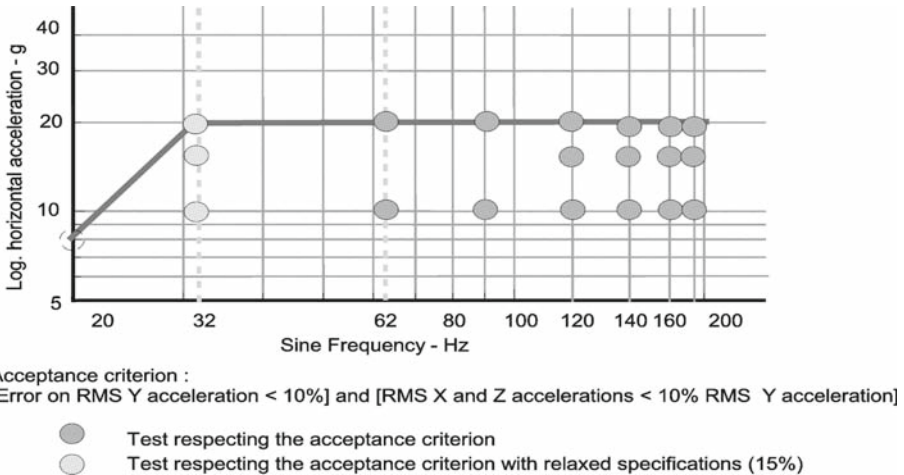 40
30
20
10
5
Log. horizontal acceleration - g
20 32 62 80 100 120 140 160 200
Sine Frequency - Hz
Acceptance criterion :
Error on RMS Y acceleration < 10%] and [RMS X and Z accelerations < 10% RMS Y acceleration]
Test respecting the acceptance criterion
Test respecting the acceptance criterion with relaxed specifications (15%)